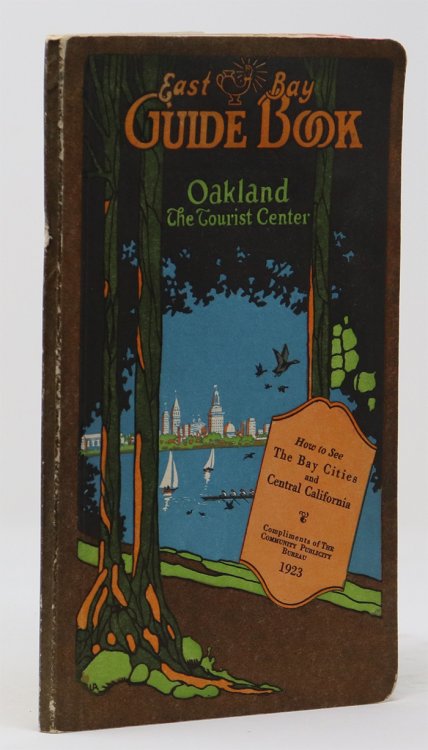 East Bay
GUIDE BOOK
Oakland
The Tourist Center
How to See
The Bay Cities
and
Central California
Compliments of THE
COMMUNITY PUBLICITY
BUREAU
1923